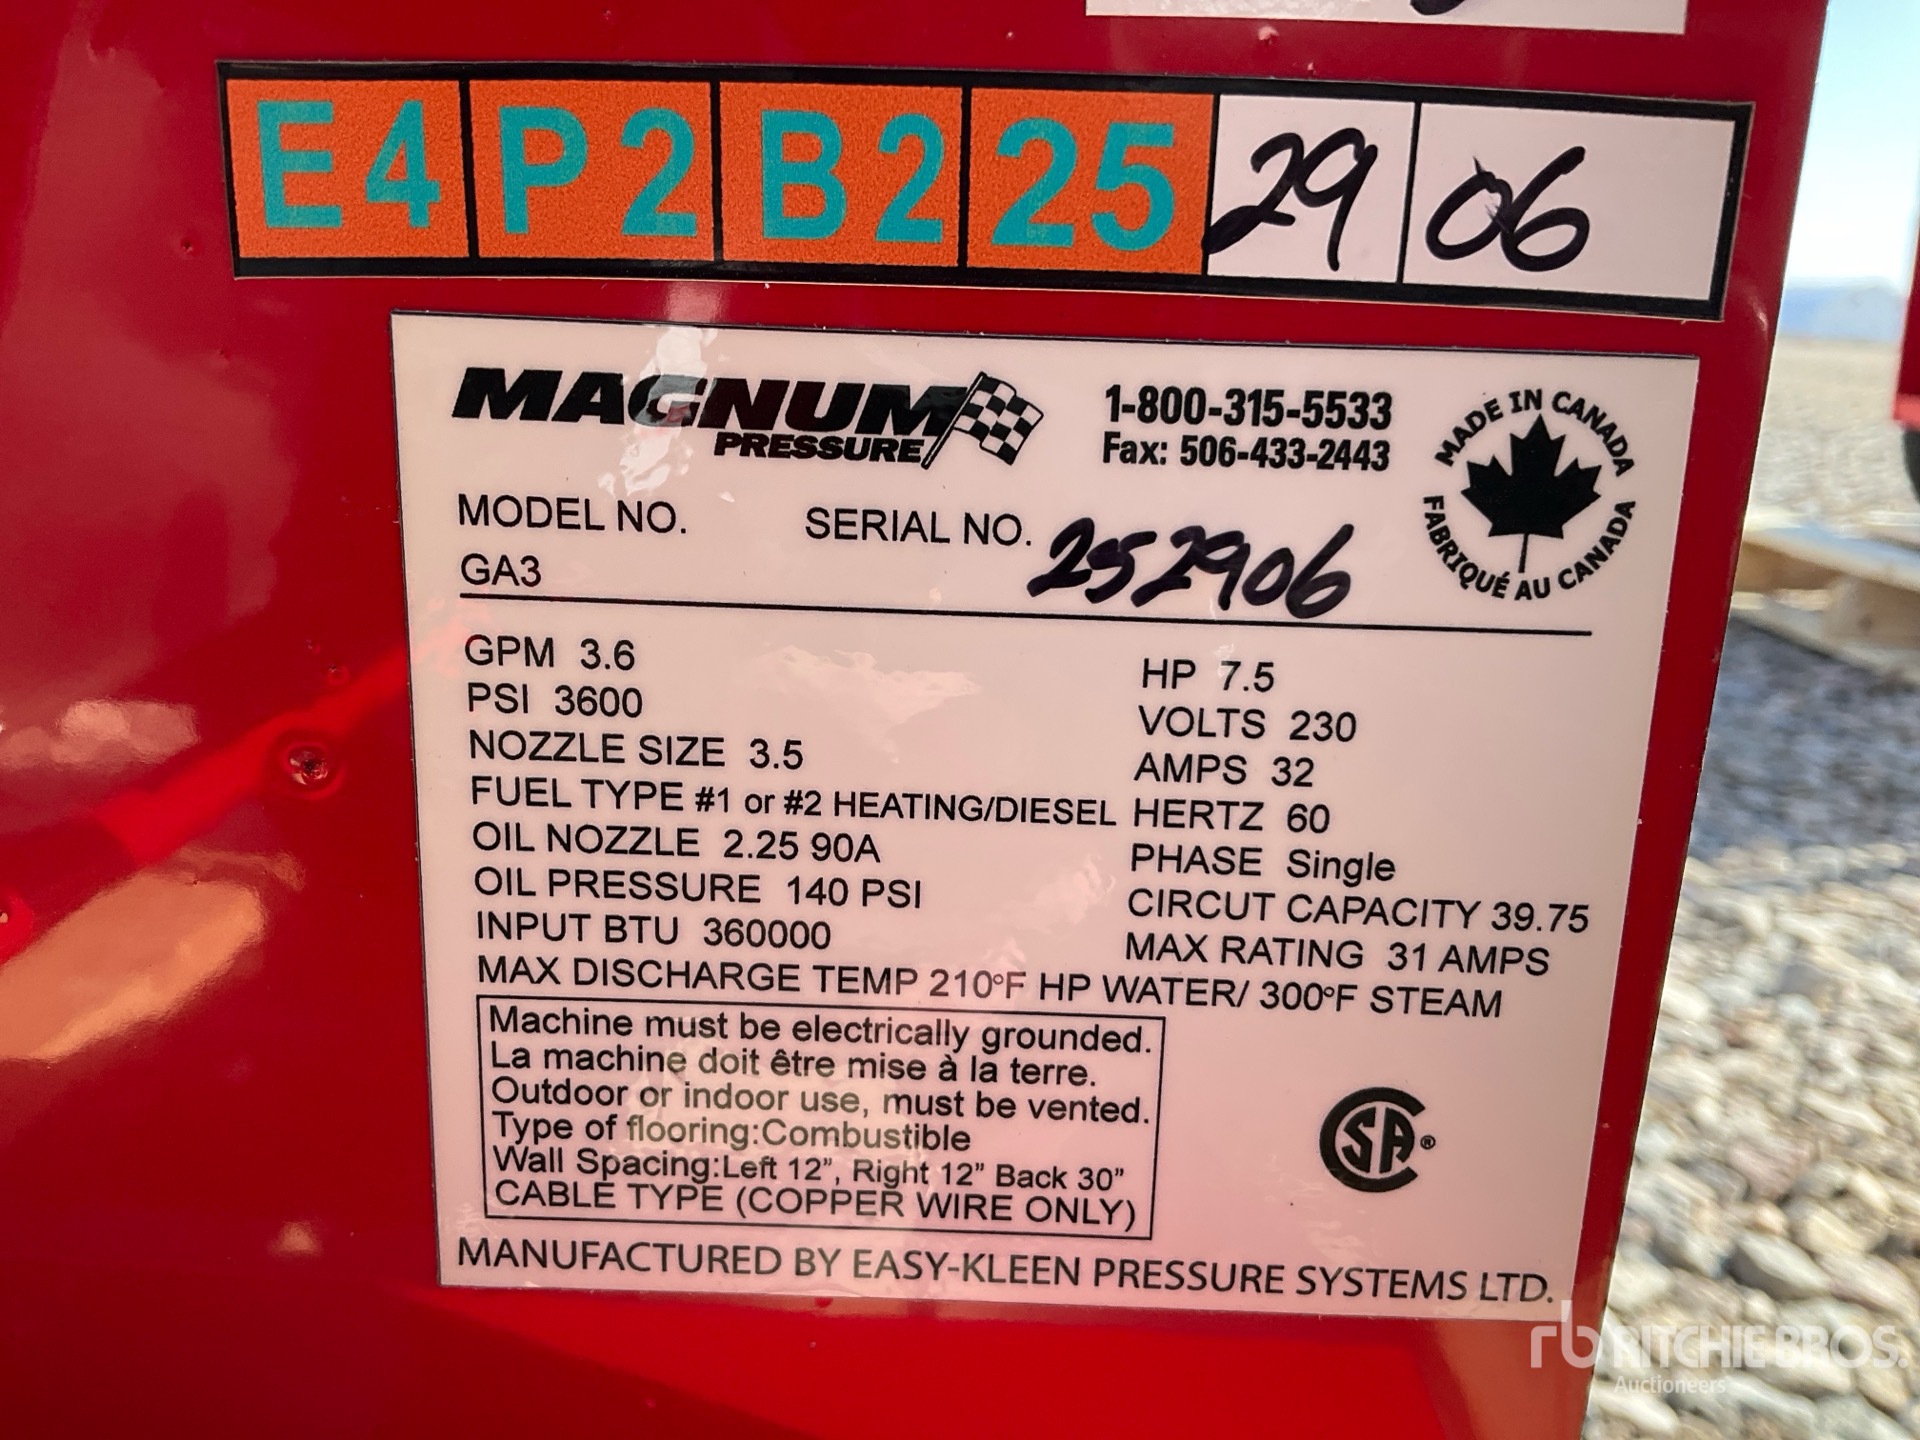 E4 P2 B2 25 29 06
MAGNUM
PRESSURE
1-800-315-5533
Fax: 506-433-2443
MADE IN CANADA
FABRIQUÉ AU CANADA
MODEL NO. SERIAL NO. 252906
GA3
GPM 3.6
PSI 3600
NOZZLE SIZE 3.5
FUEL TYPE #1 or #2 HEATING/DIESEL
OIL NOZZLE 2.25 90A
OIL PRESSURE 140 PSI
INPUT BTU 360000
HP 7.5
VOLTS 230
AMPS 32
HERTZ 60
PHASE Single
CIRCUT CAPACITY 39.75
MAX RATING 31 AMPS
MAX DISCHARGE TEMP 210°F HP WATER/ 300°F STEAM
Machine must be electrically grounded.
La machine doit être mise à la terre.
Outdoor or indoor use, must be vented.
Type of flooring:Combustible
Wall Spacing:Left 12", Right 12" Back 30"
CABLE TYPE (COPPER WIRE ONLY)
CSA®
MANUFACTURED BY EASY-KLEEN PRESSURE SYSTEMS LTD.
rb RITCHIE BROS.
Auctioneers